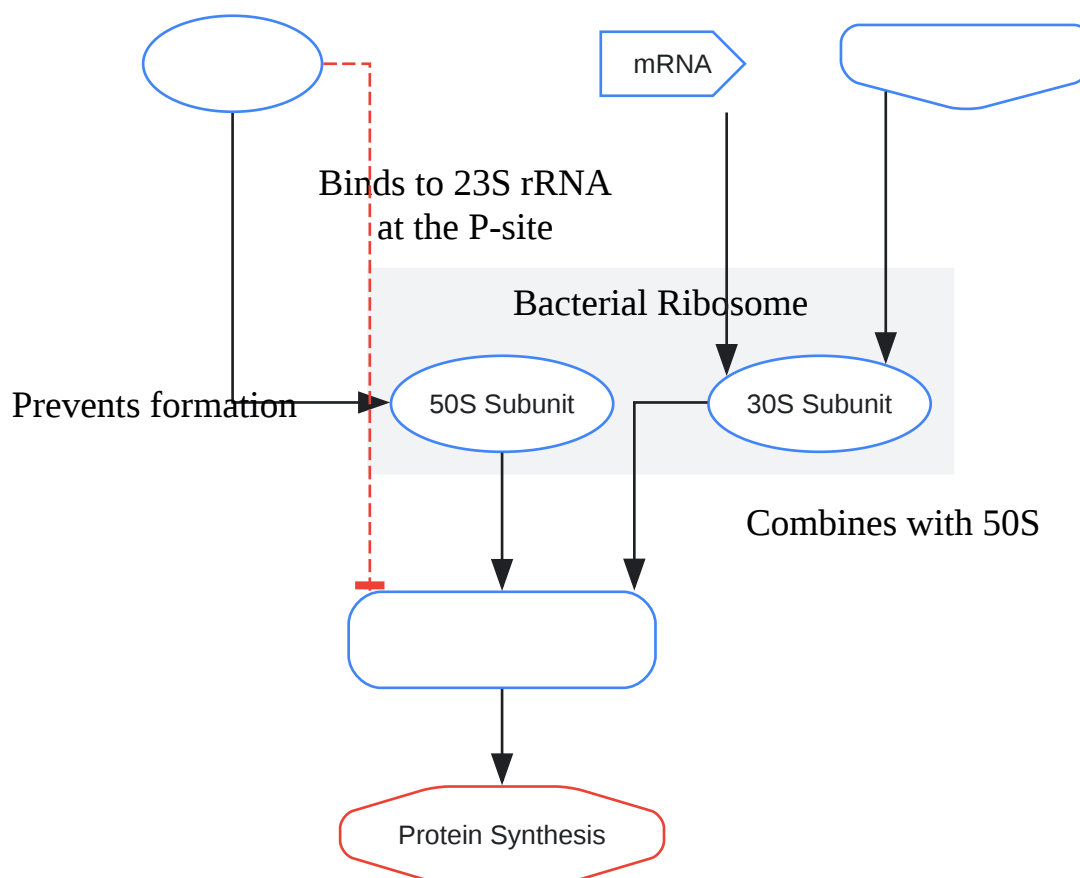 mRNA
Binds to 23S rRNA
at the P-site
Bacterial Ribosome
Prevents formation
50S Subunit
30S Subunit
Combines with 50S
Protein Synthesis